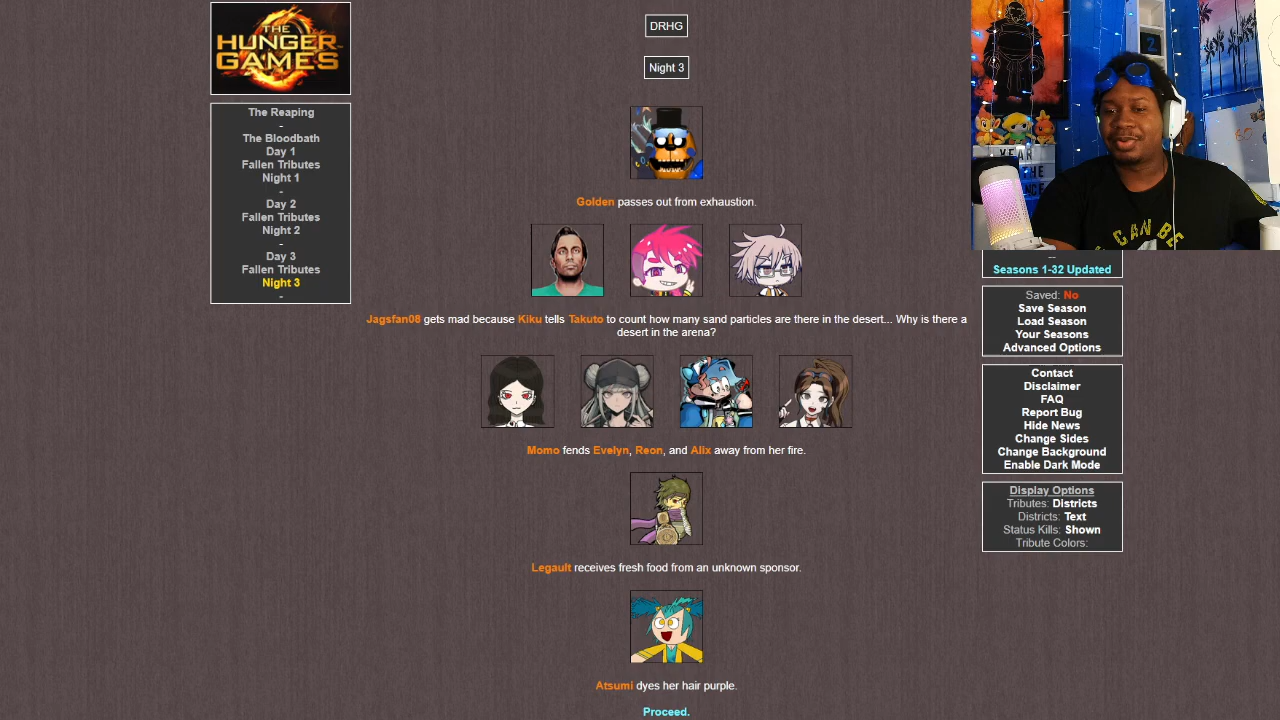 THE
HUNGER
GAMES
The Reaping
-
The Bloodbath
Day 1
Fallen Tributes
Night 1
-
Day 2
Fallen Tributes
Night 2
-
Day 3
Fallen Tributes
Night 3
-
DRHG
Night 3
Golden passes out from exhaustion.
Jagsfan08 gets mad because Kiku tells Takuto to count how many sand particles are there in the desert... Why is there a
desert in the arena?
Momo fends Evelyn, Reon, and Alix away from her fire.
Legault receives fresh food from an unknown sponsor.
Atsumi dyes her hair purple.
Proceed.
YEAR
CAN BE
--
Seasons 1-32 Updated
Saved: No
Save Season
Load Season
Your Seasons
Advanced Options
Contact
Disclaimer
FAQ
Report Bug
Hide News
Change Sides
Change Background
Enable Dark Mode
Display Options
Tributes: Districts
Districts: Text
Status Kills: Shown
Tribute Colors: